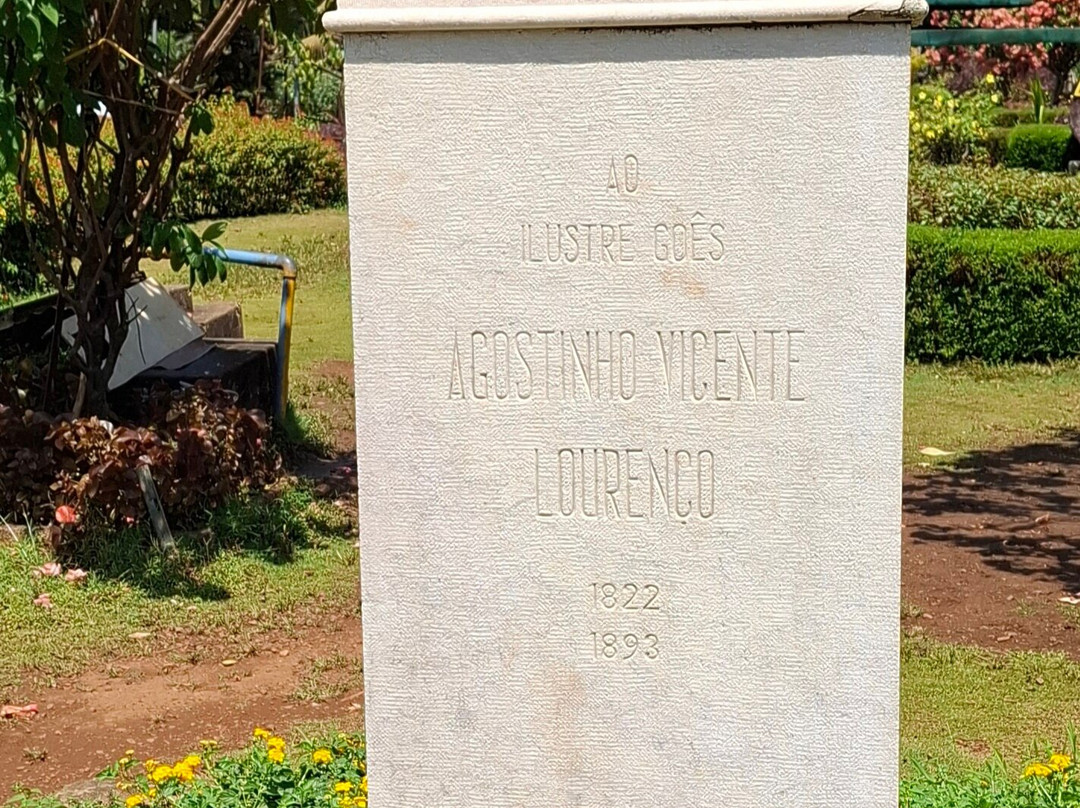 AO
ILUSTRE GOÊS
AGOSTINHO VICENTE
LOURENÇO
1822
1893